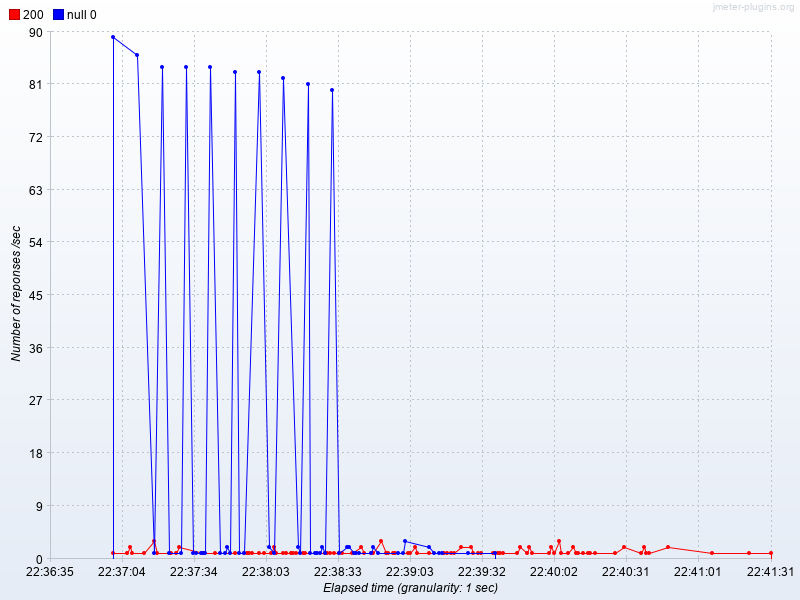 jmeter-plugins.org
200 null 0
90
81
72
63
54
45
36
27
18
9
0
Number of reponses /sec
22:36:35 22:37:04 22:37:34 22:38:03 22:38:33 22:39:03 22:39:32 22:40:02 22:40:31 22:41:01 22:41:31
Elapsed time (granularity: 1 sec)